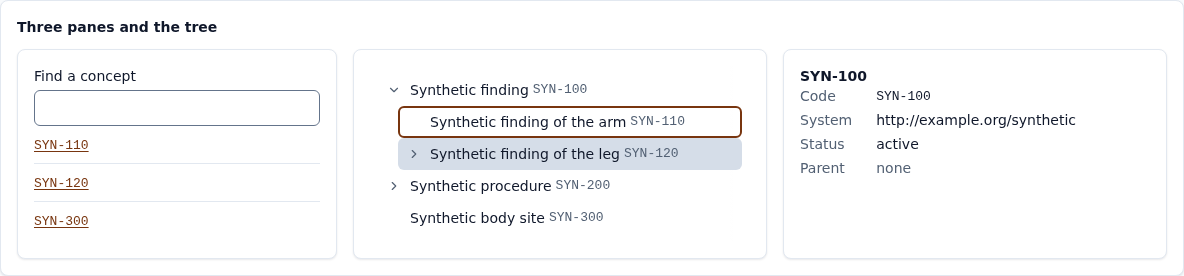 Three panes and the tree
Find a concept
SYN-110
SYN-120
SYN-300
Synthetic finding SYN-100
Synthetic finding of the arm SYN-110
Synthetic finding of the leg SYN-120
Synthetic procedure SYN-200
Synthetic body site SYN-300
SYN-100
Code SYN-100
System http://example.org/synthetic
Status active
Parent none